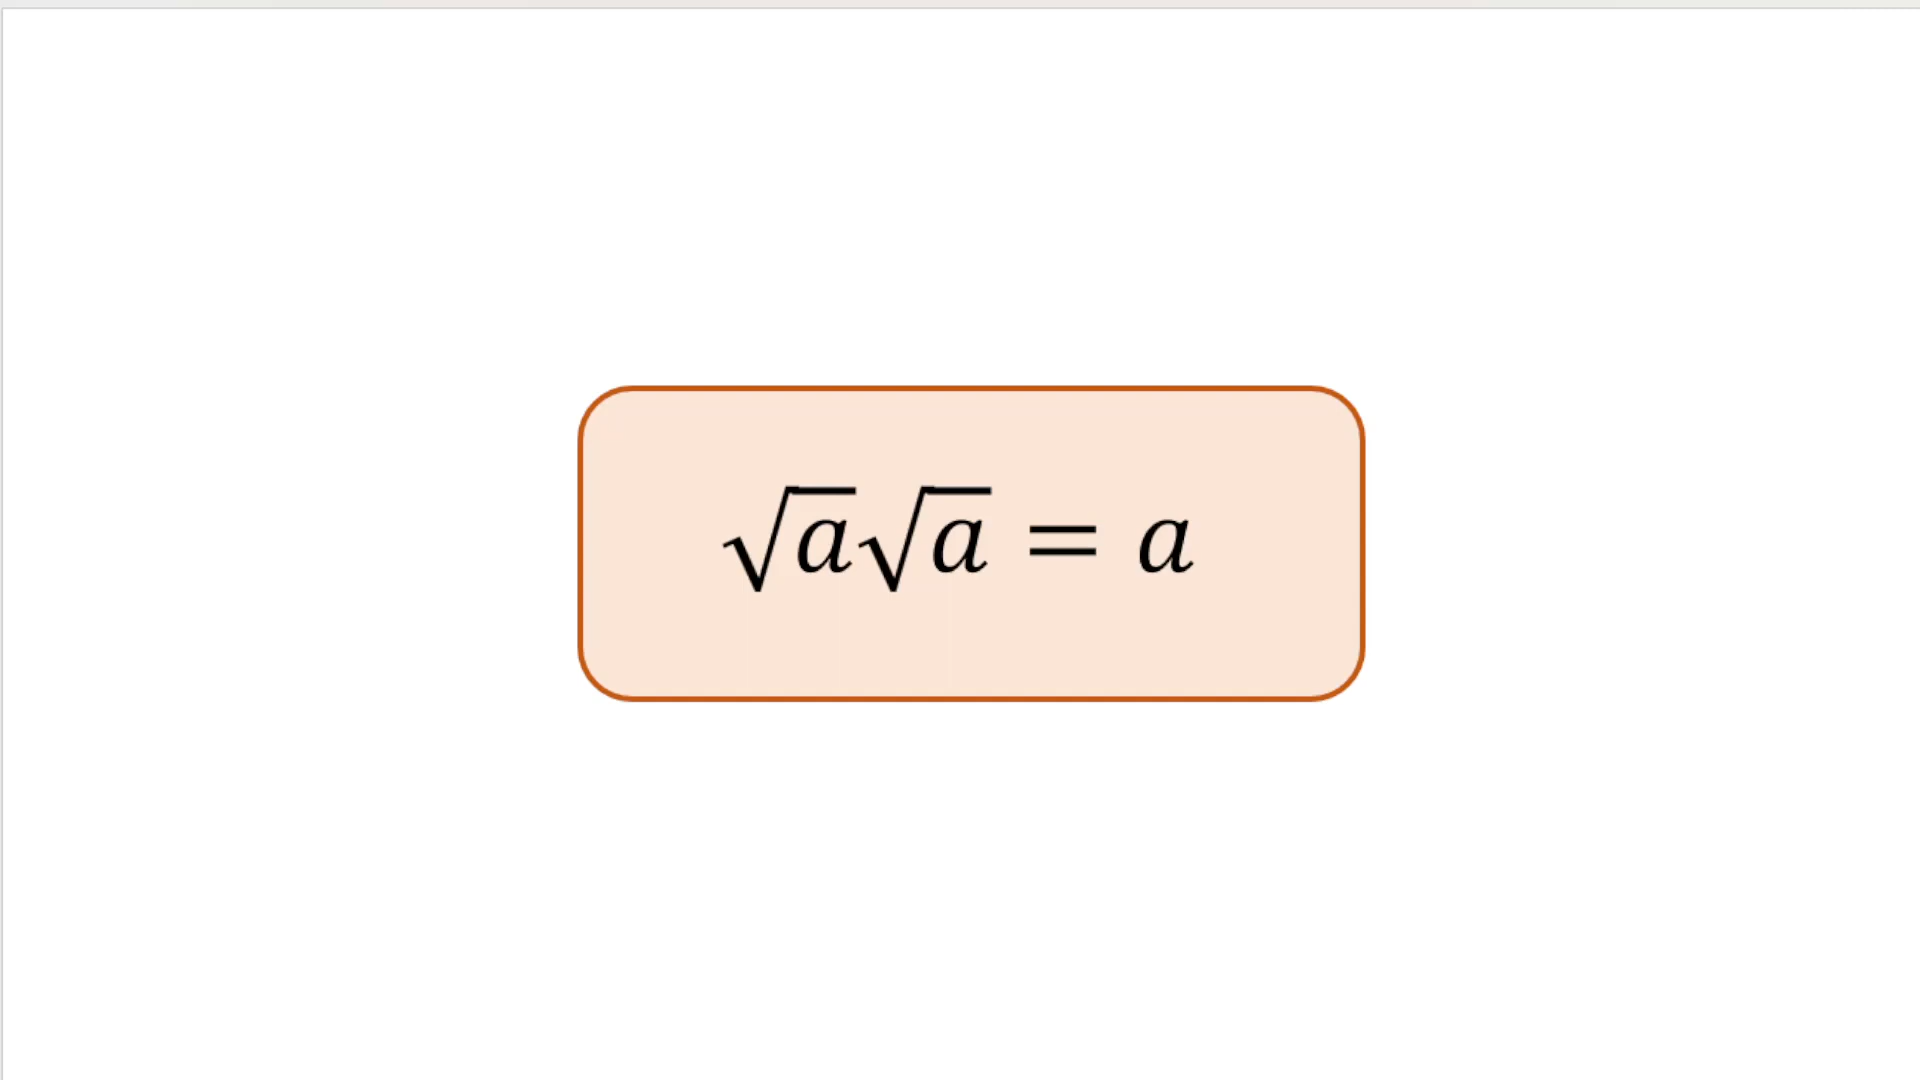 √a√a = a